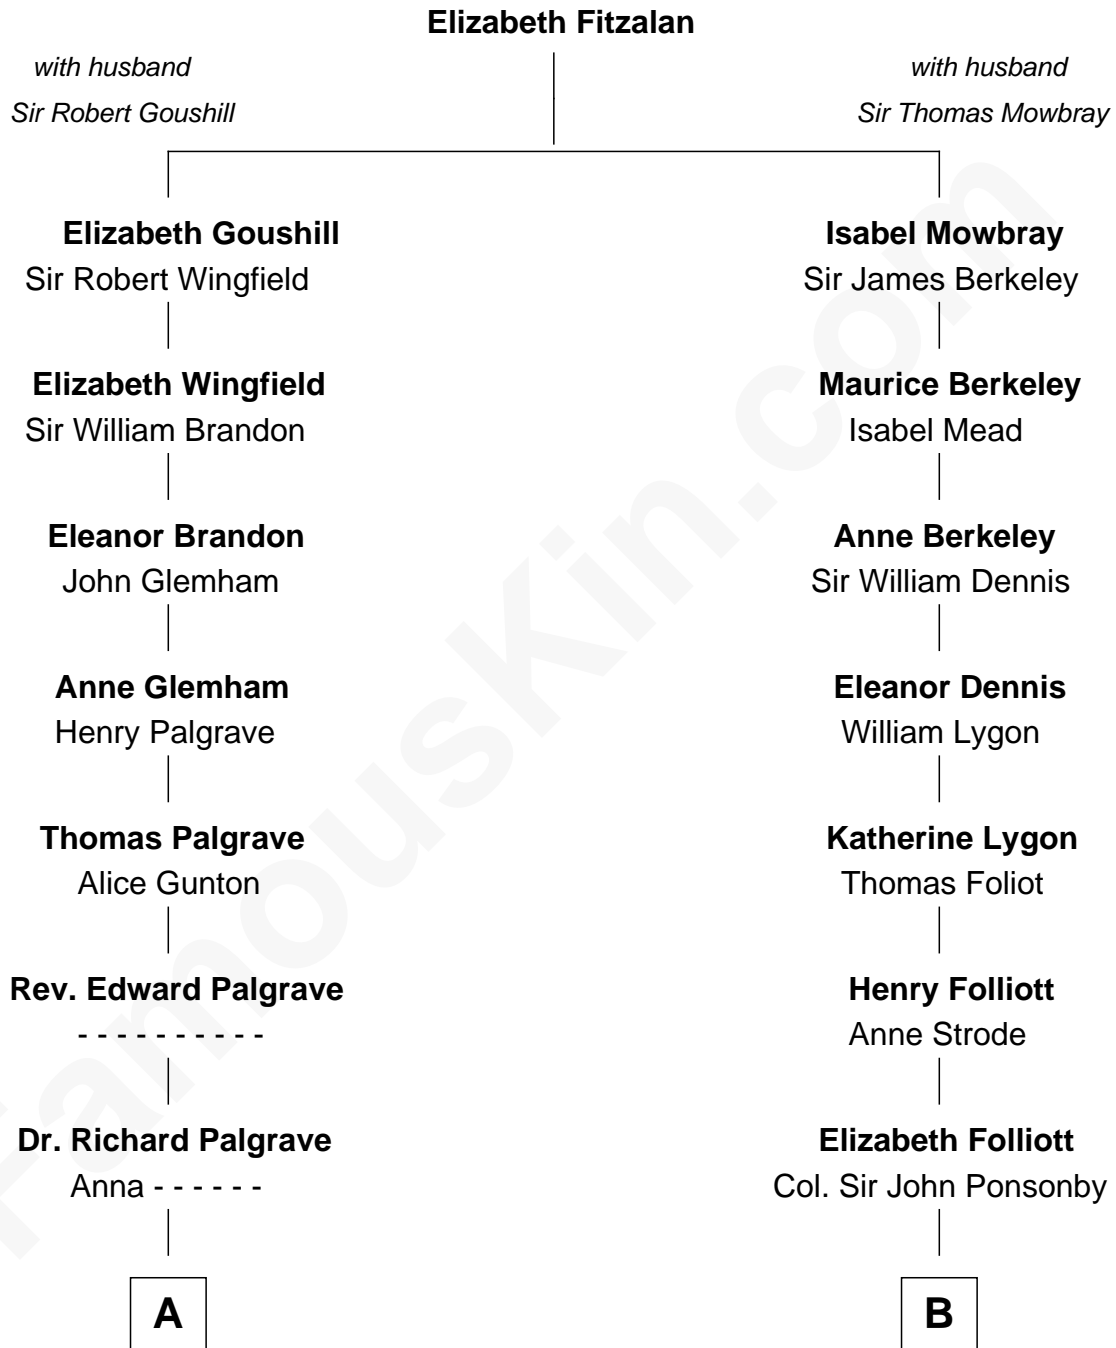 Elizabeth Fitzalan
with husband
Sir Robert Goushill
with husband
Sir Thomas Mowbray
Elizabeth Goushill
Sir Robert Wingfield
Isabel Mowbray
Sir James Berkeley
Elizabeth Wingfield
Sir William Brandon
Maurice Berkeley
Isabel Mead
Eleanor Brandon
John Glemham
Anne Berkeley
Sir William Dennis
Anne Glemham
Henry Palgrave
Eleanor Dennis
William Lygon
Thomas Palgrave
Alice Gunton
Katherine Lygon
Thomas Foliot
Rev. Edward Palgrave
- - - - - - - - - -
Henry Folliott
Anne Strode
Dr. Richard Palgrave
Anna - - - - - -
Elizabeth Folliott
Col. Sir John Ponsonby
A
B
FamousKin.com